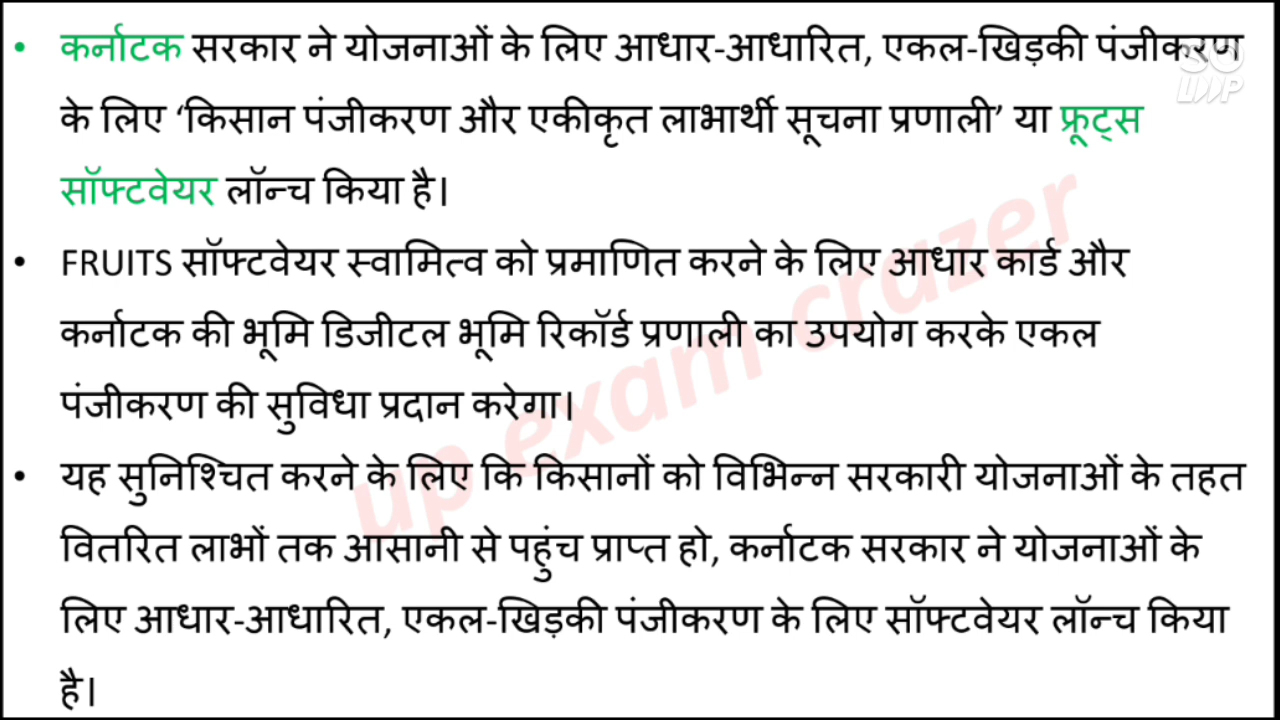 • कर्नाटक सरकार ने योजनाओं के लिए आधार-आधारित, एकल-खिड़की पंजीकरण
के लिए ‘किसान पंजीकरण और एकीकृत लाभार्थी सूचना प्रणाली’ या फ्रूट्स
सॉफ्टवेयर लॉन्च किया है।
• FRUITS सॉफ्टवेयर स्वामित्व को प्रमाणित करने के लिए आधार कार्ड और
कर्नाटक की भूमि डिजीटल भूमि रिकॉर्ड प्रणाली का उपयोग करके एकल
पंजीकरण की सुविधा प्रदान करेगा।
• यह सुनिश्चित करने के लिए कि किसानों को विभिन्न सरकारी योजनाओं के तहत
वितरित लाभों तक आसानी से पहुंच प्राप्त हो, कर्नाटक सरकार ने योजनाओं के
लिए आधार-आधारित, एकल-खिड़की पंजीकरण के लिए सॉफ्टवेयर लॉन्च किया
है।
up exam crazer